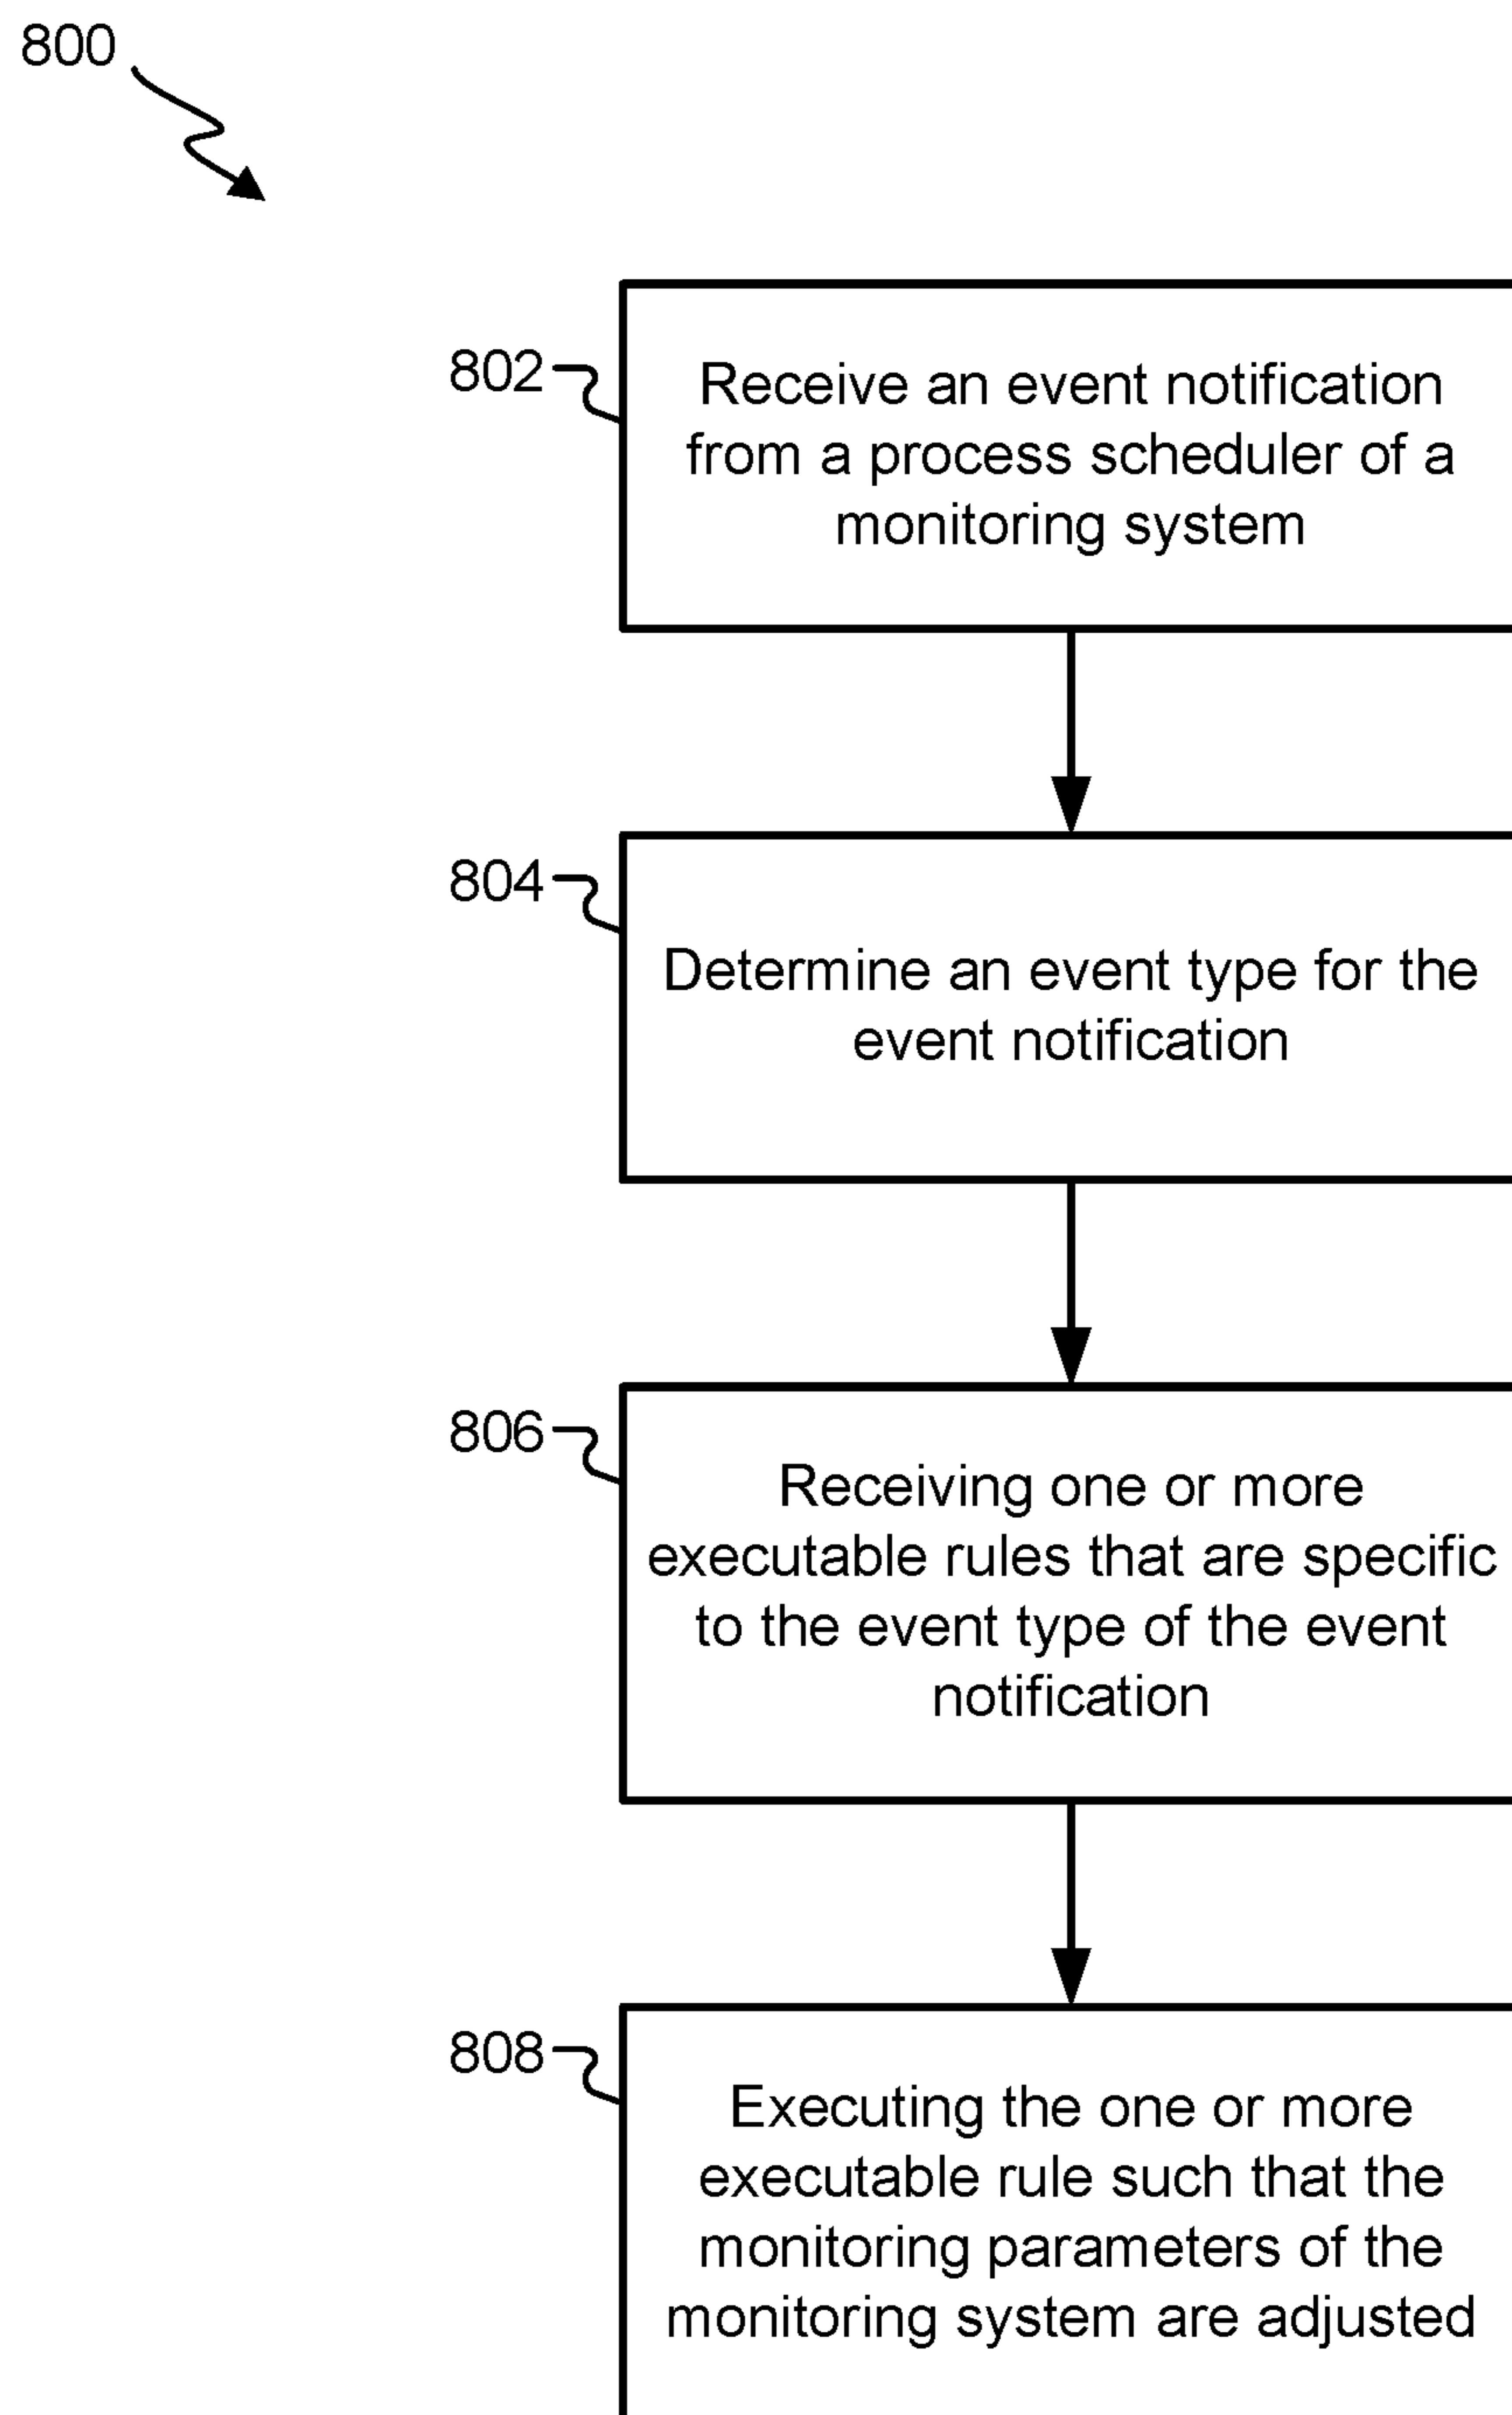 800
802
Receive an event notification
from a process scheduler of a
monitoring system
804
Determine an event type for the
event notification
806
Receiving one or more
executable rules that are specific
to the event type of the event
notification
808
Executing the one or more
executable rule such that the
monitoring parameters of the
monitoring system are adjusted